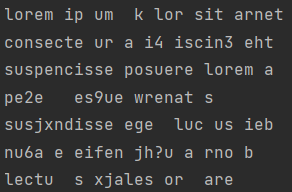 lorem ip um  k lor sit arnet
consecte ur a i4 iscin3 eht
suspencisse posuere lorem a
pe2e   es9ue wrenat s
susjxndisse ege  luc us ieb
nu6a e eifen jh?u a rno b
lectu  s xjales or  are